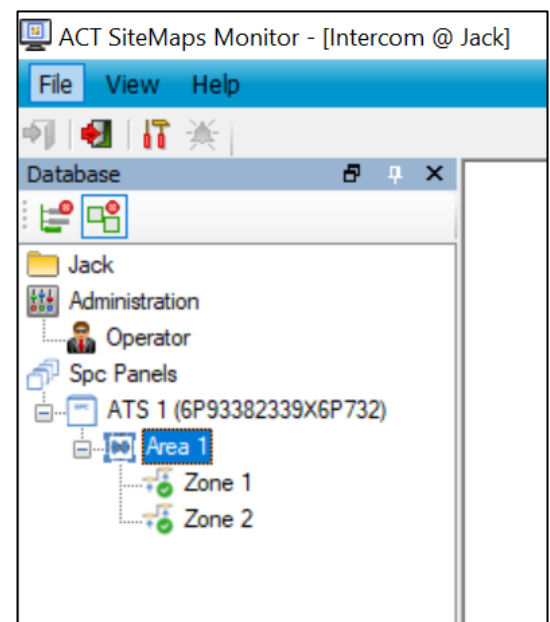 ACT SiteMaps Monitor - [Intercom @ Jack]
File View Help
Database
Jack
Administration
Operator
Spc Panels
ATS 1 (6P93382339X6P732)
Area 1
Zone 1
Zone 2